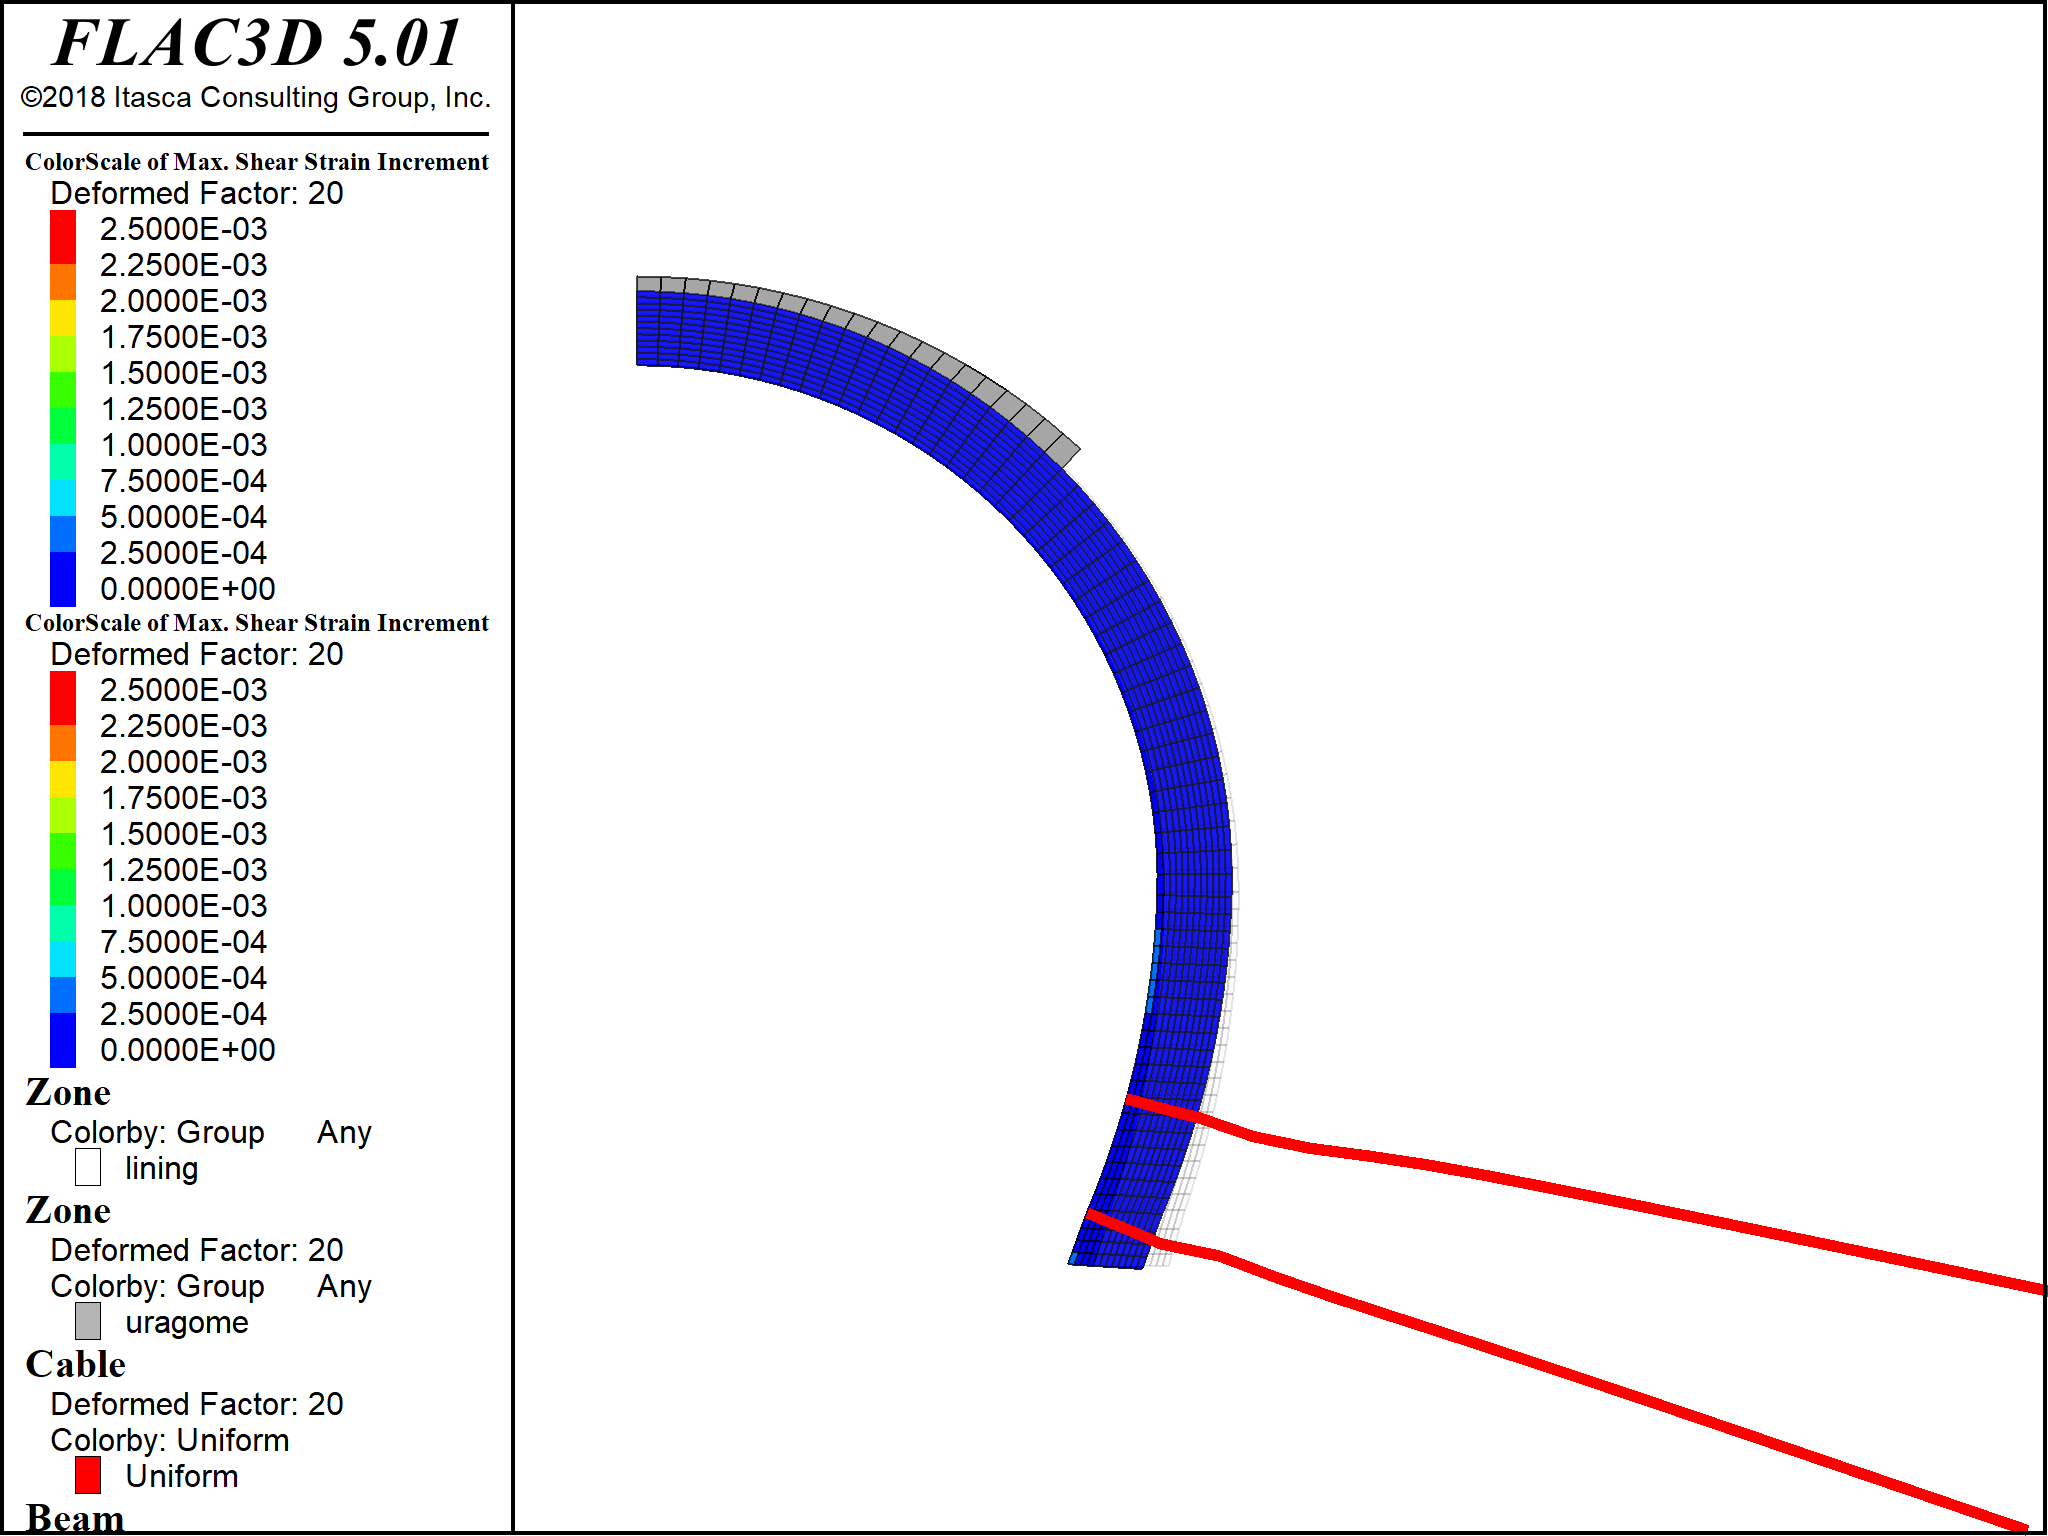 FLAC3D 5.01
©2018 Itasca Consulting Group, Inc.
ColorScale of Max. Shear Strain Increment
Deformed Factor: 20
2.5000E-03
2.2500E-03
2.0000E-03
1.7500E-03
1.5000E-03
1.2500E-03
1.0000E-03
7.5000E-04
5.0000E-04
2.5000E-04
0.0000E+00
ColorScale of Max. Shear Strain Increment
Deformed Factor: 20
2.5000E-03
2.2500E-03
2.0000E-03
1.7500E-03
1.5000E-03
1.2500E-03
1.0000E-03
7.5000E-04
5.0000E-04
2.5000E-04
0.0000E+00
Zone
Colorby: Group Any
lining
Zone
Deformed Factor: 20
Colorby: Group Any
uragome
Cable
Deformed Factor: 20
Colorby: Uniform
Uniform
Beam